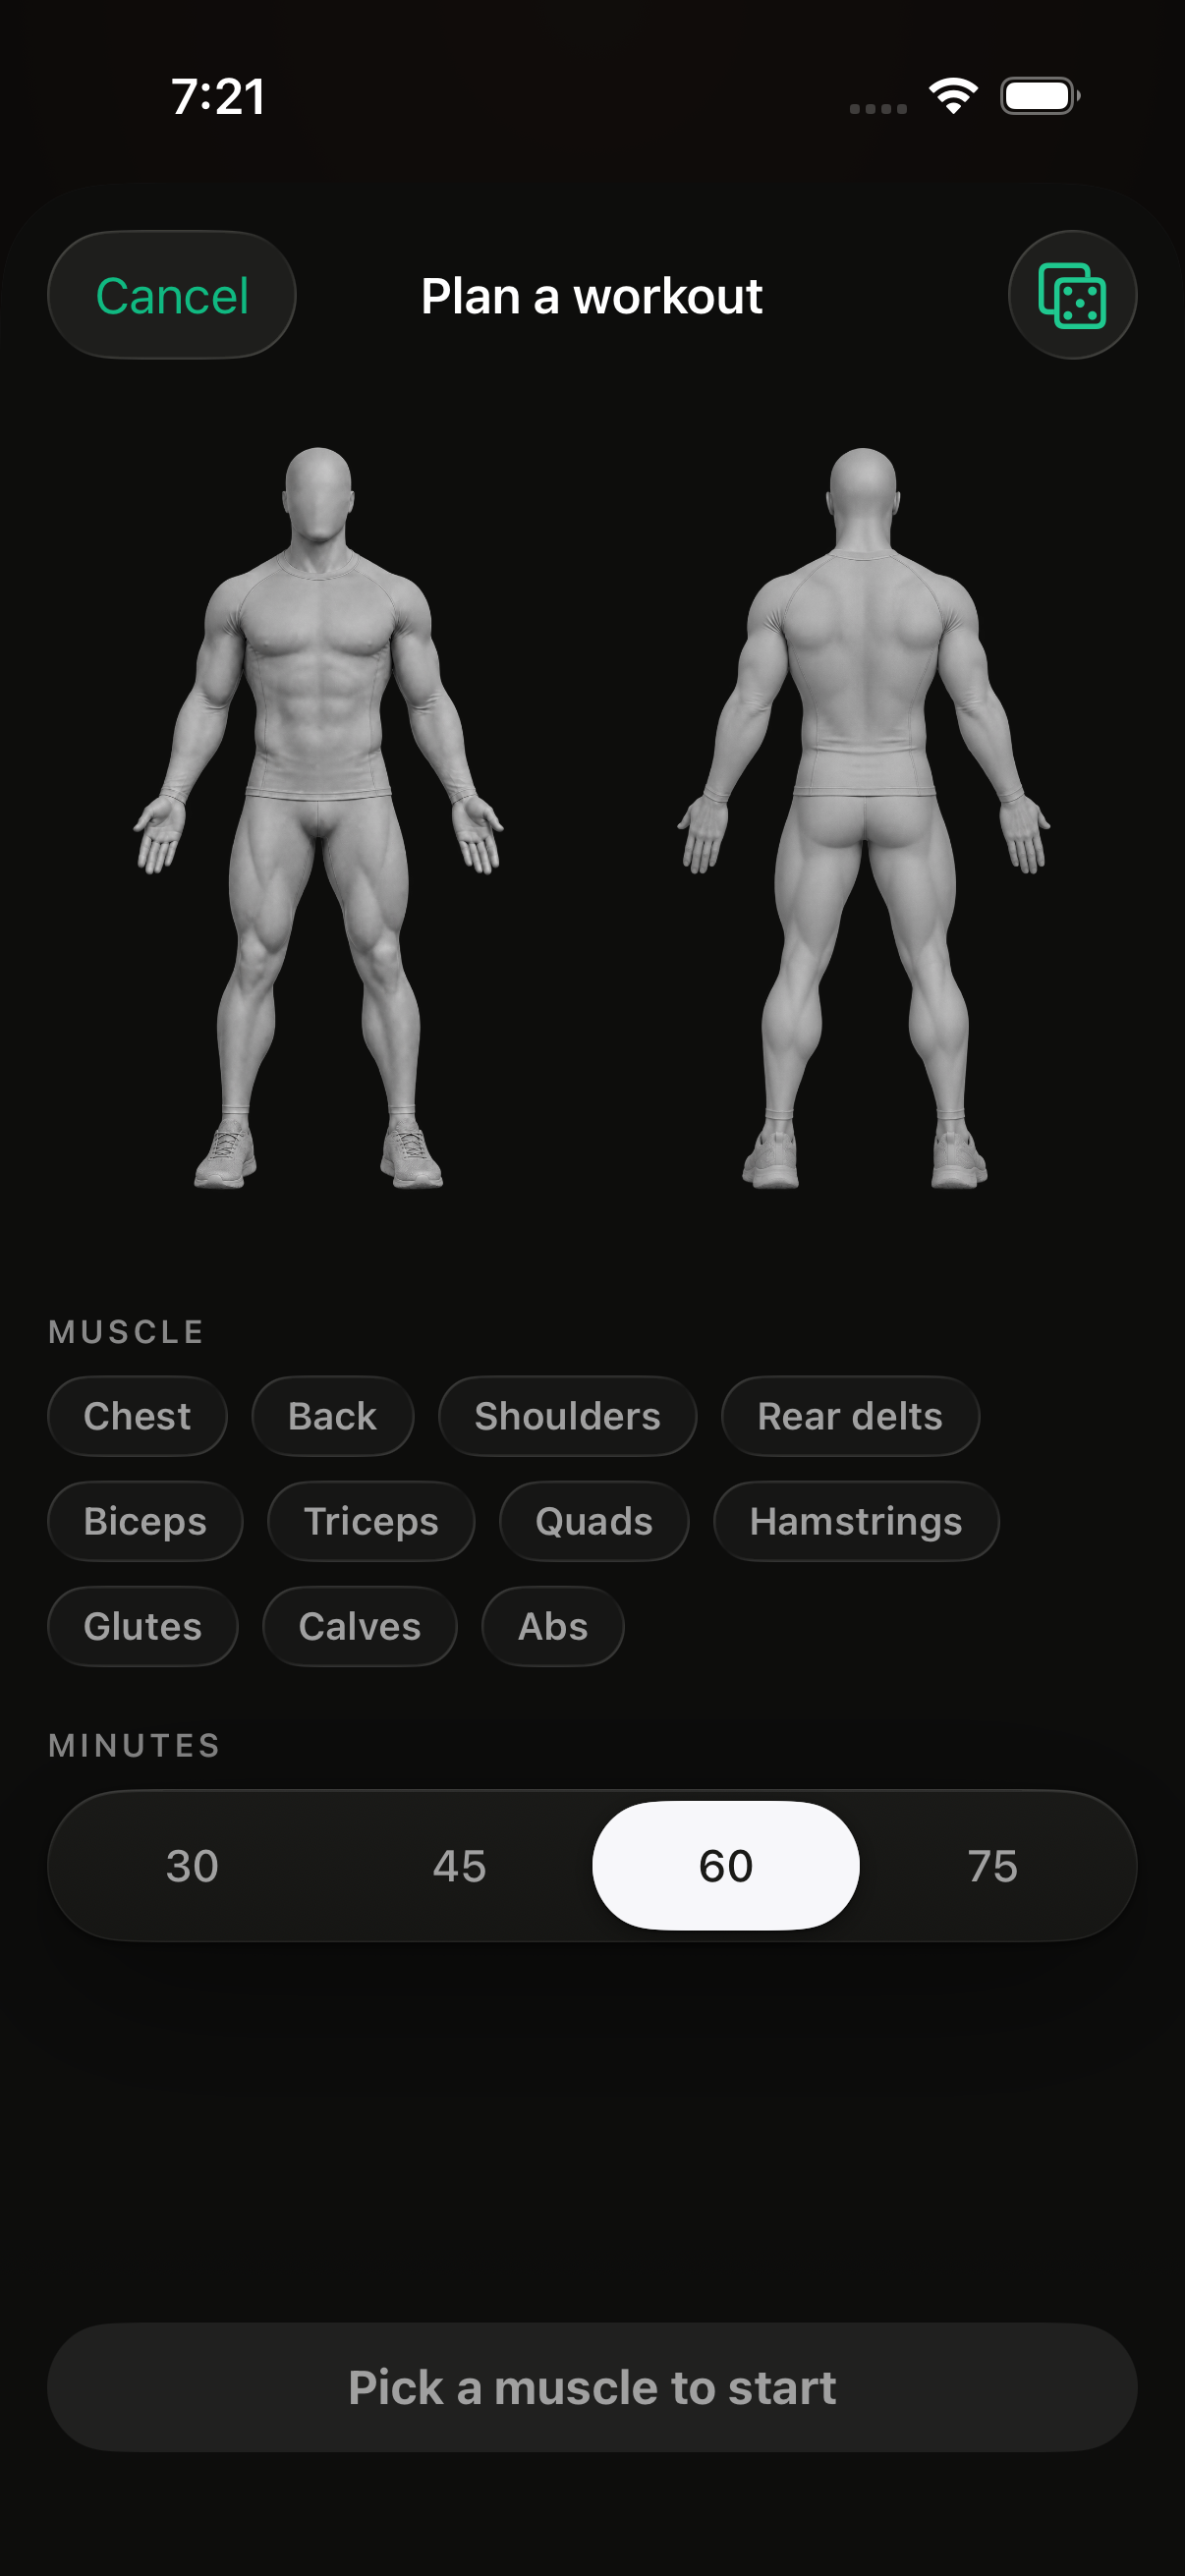 7:21
Cancel
Plan a workout
MUSCLE
Chest Back Shoulders Rear delts
Biceps Triceps Quads Hamstrings
Glutes Calves Abs
MINUTES
30 45 60 75
Pick a muscle to start